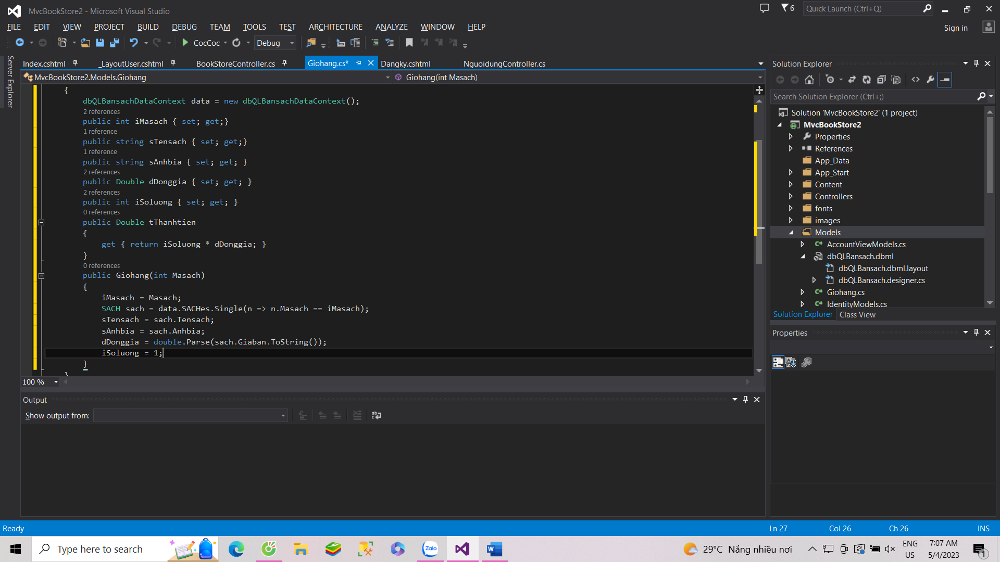 MvcBookStore2 - Microsoft Visual Studio
6
Quick Launch (Ctrl+Q)
FILE EDIT VIEW PROJECT BUILD DEBUG TEAM TOOLS TEST ARCHITECTURE ANALYZE WINDOW HELP
Sign in
CocCoc
Debug
Server Explorer
Index.cshtml _LayoutUser.cshtml BookStoreController.cs Giohang.cs* Dangky.cshtml NguoidungController.cs
MvcBookStore2.Models.Giohang
Giohang(int Masach)
{
dbQLBansachDataContext data = new dbQLBansachDataContext();
2 references
public int iMasach { set; get;}
1 reference
public string sTensach { set; get;}
1 reference
public string sAnhbia { set; get; }
2 references
public Double dDonggia { set; get; }
2 references
public int iSoluong { set; get; }
0 references
public Double tThanhtien
{
get { return iSoluong * dDonggia; }
}
0 references
public Giohang(int Masach)
{
iMasach = Masach;
SACH sach = data.SACHes.Single(n => n.Masach == iMasach);
sTensach = sach.Tensach;
sAnhbia = sach.Anhbia;
dDonggia = double.Parse(sach.Giaban.ToString());
iSoluong = 1;
}
}
100 %
Output
Show output from:
Solution Explorer
Search Solution Explorer (Ctrl+;)
Solution 'MvcBookStore2' (1 project)
MvcBookStore2
Properties
References
App_Data
App_Start
Content
Controllers
fonts
images
Models
AccountViewModels.cs
dbQLBansach.dbml
dbQLBansach.dbml.layout
dbQLBansach.designer.cs
Giohang.cs
IdentityModels.cs
Solution Explorer Class View
Properties
Ready
Ln 27 Col 26 Ch 26 INS
Type here to search
Zalo
29°C Nắng nhiều nơi
ENG
US
7:07 AM
5/4/2023
1